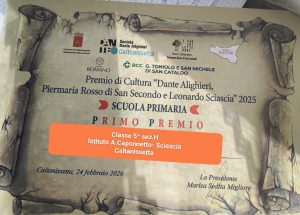 Società
Dante Alighieri
Caltanissetta
ROMANO
BCC G. TONIOLO E SAN MICHELE
DI SAN CATALDO
Premio di Cultura "Dante Alighieri,
Piermaria Rosso di San Secondo e Leonardo Sciascia" 2025
SCUOLA PRIMARIA
PRIMO PREMIO
Classe 5^ sez.H
Istituto A.Caponnetto- Sciascia
Caltanissetta
Caltanissetta, 24 febbraio 2026
La Presidente
Marisa Sedita Migliore